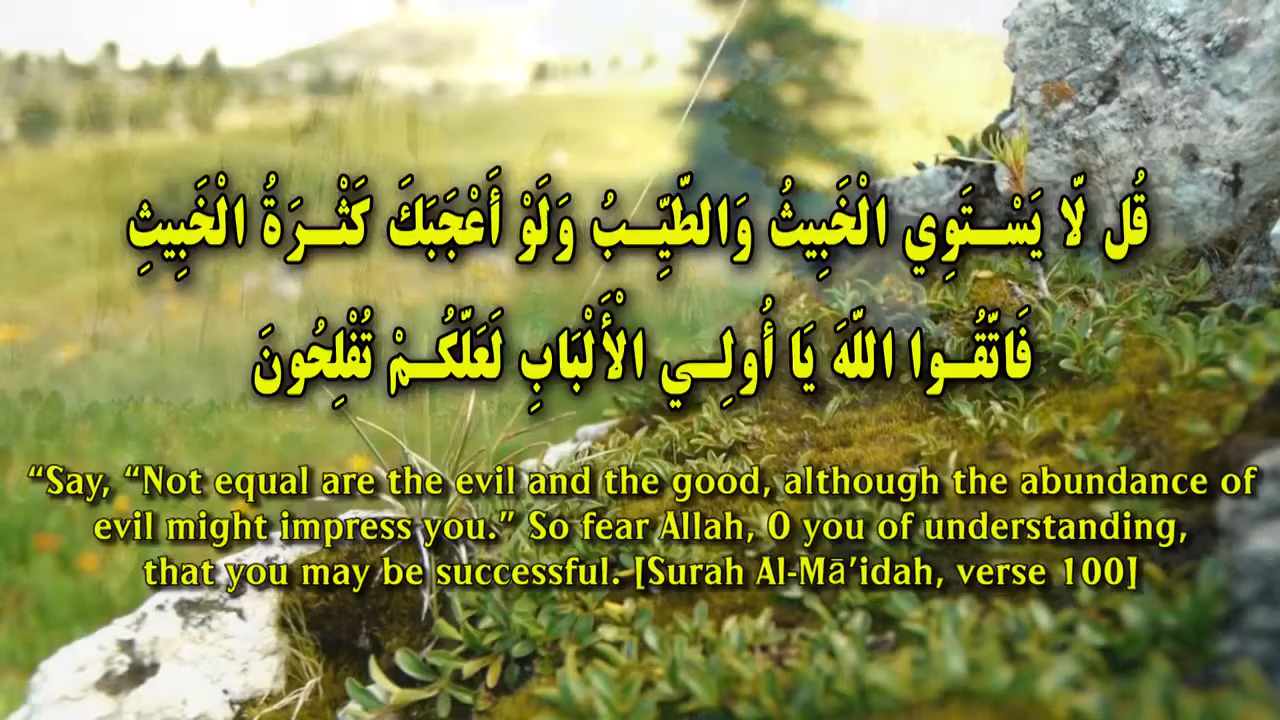 قُل لَّا يَسْتَوِي الْخَبِيثُ وَالطَّيِّبُ وَلَوْ أَعْجَبَكَ كَثْرَةُ الْخَبِيثِ
فَاتَّقُوا اللَّهَ يَا أُولِي الْأَلْبَابِ لَعَلَّكُمْ تُفْلِحُونَ
“Say, “Not equal are the evil and the good, although the abundance of
evil might impress you.” So fear Allah, O you of understanding,
that you may be successful. [Surah Al-Mā’idah, verse 100]